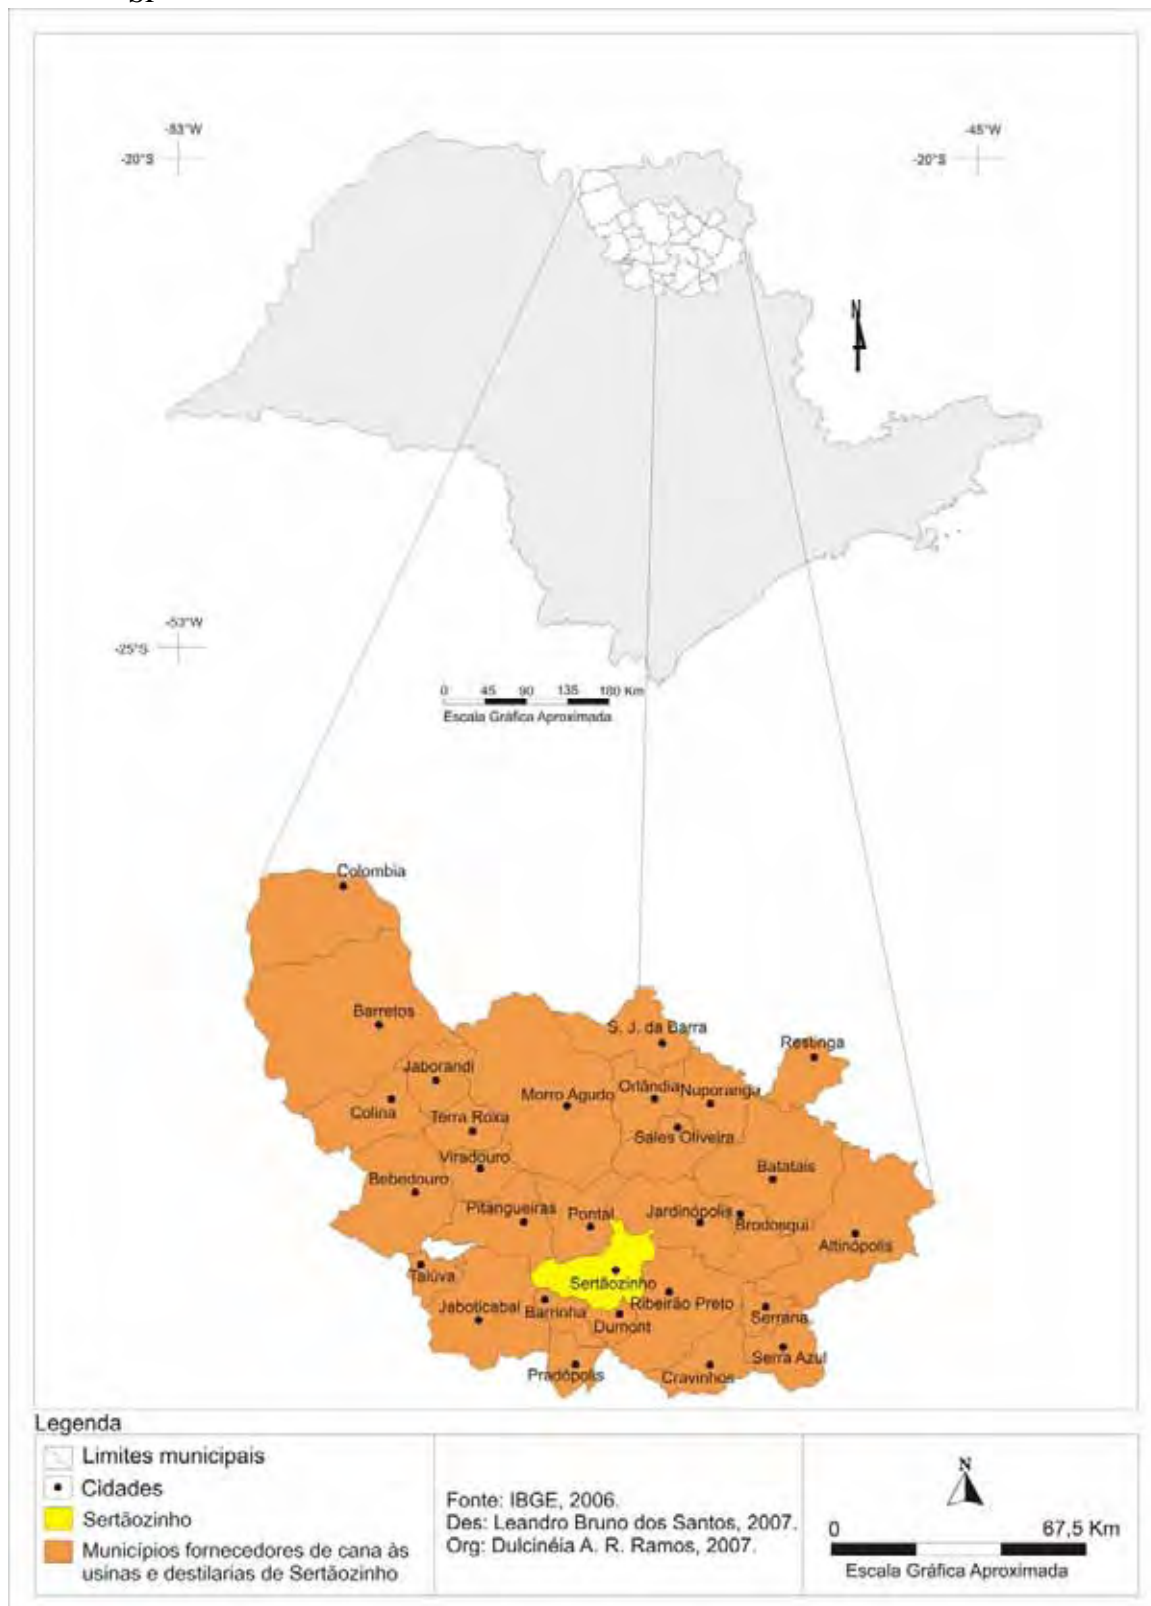 -53°W
-45°W
-20°S
-20°S
N
-53°W
-25°S
0 45 90 135 180 Km
Escala Gráfica Aproximada
Colombia
Barretos
S. J. da Barra
Restinga
Jaborandi
Orlândia
Nuporanga
Morro Agudo
Colina
Terra Roxa
Sales Oliveira
Viradouro
Batatais
Bebedouro
Pitangueiras
Pontal
Jardinópolis
Brodosqui
Altinópolis
Taiúva
Sertãozinho
Jaboticabal
Barrinha
Ribeirão Preto
Serrana
Dumont
Serra Azul
Pradópolis
Cravinhos
Legenda
Limites municipais
Cidades
Sertãozinho
Municípios fornecedores de cana às
usinas e destilarias de Sertãozinho
Fonte: IBGE, 2006.
Des: Leandro Bruno dos Santos, 2007.
Org: Dulcinéia A. R. Ramos, 2007.
N
0 67,5 Km
Escala Gráfica Aproximada